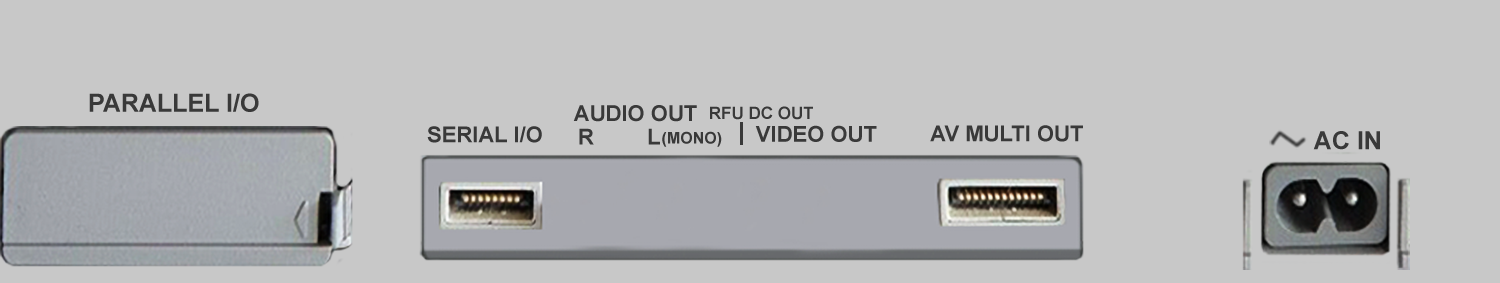 PARALLEL I/O
SERIAL I/O
AUDIO OUT RFU DC OUT
R L(MONO) | VIDEO OUT
AV MULTI OUT
AC IN